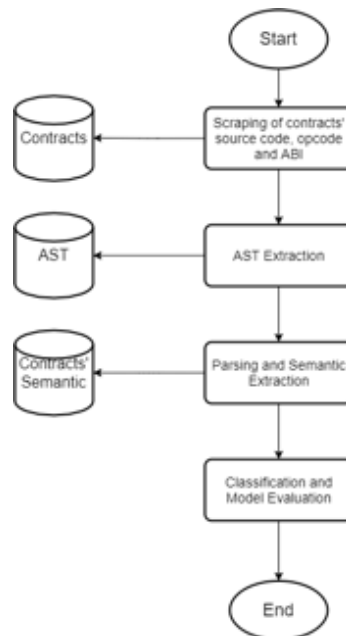 Start
Contracts
Scraping of contracts'
source code, opcode
and ABI
AST
AST Extraction
Contracts'
Semantic
Parsing and Semantic
Extraction
Classification and
Model Evaluation
End